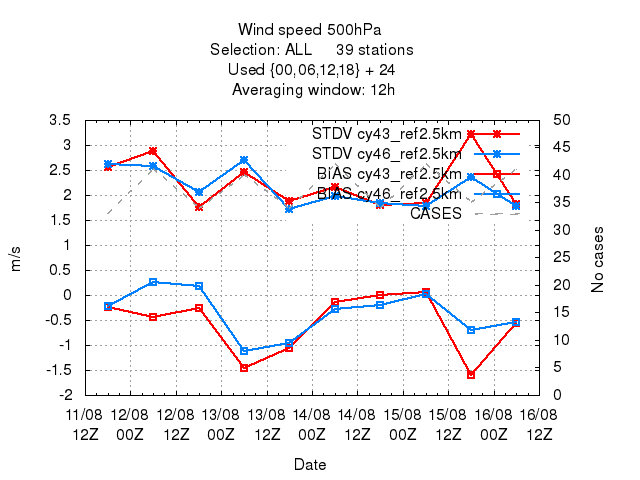 Wind speed 500hPa
Selection: ALL 39 stations
Used {00,06,12,18} + 24
Averaging window: 12h
3.5
3
2.5
2
1.5
1
0.5
0
-0.5
-1
-1.5
-2
m/s
50
45
40
35
30
25
20
15
10
5
0
No cases
STDV cy43_ref2.5km
STDV cy46_ref2.5km
BIAS cy43_ref2.5km
BIAS cy46_ref2.5km
CASES
11/08 12/08 12/08 13/08 13/08 14/08 14/08 15/08 15/08 16/08 16/08
12Z 00Z 12Z 00Z 12Z 00Z 12Z 00Z 12Z 00Z 12Z
Date